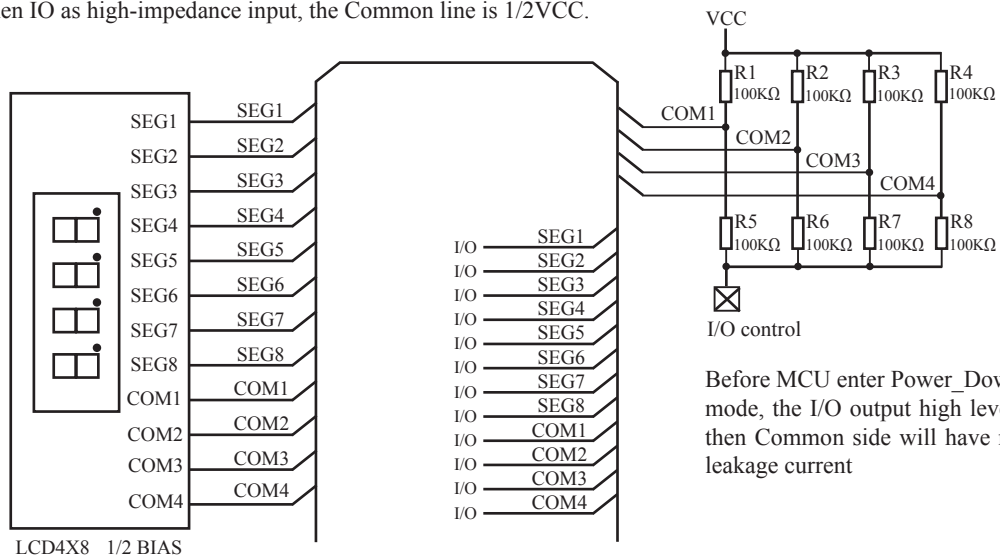 en IO as high-impedance input, the Common line is 1/2VCC.
VCC
R1 R2 R3 R4
100KΩ 100KΩ 100KΩ 100KΩ
COM1
COM2
COM3
COM4
R5 R6 R7 R8
100KΩ 100KΩ 100KΩ 100KΩ
I/O control
Before MCU enter
mode, the I/O output high
then Common side will have
leakage current
SEG1 SEG1
SEG2 SEG2
SEG3 SEG3
SEG4 SEG4
SEG5 SEG5
SEG6 SEG6
SEG7 SEG7
SEG8 SEG8
COM1 COM1
COM2 COM2
COM3 COM3
COM4 COM4
LCD4X8 1/2 BIAS
I/O SEG1
I/O SEG2
I/O SEG3
I/O SEG4
I/O SEG5
I/O SEG6
I/O SEG7
I/O SEG8
I/O COM1
I/O COM2
I/O COM3
I/O COM4